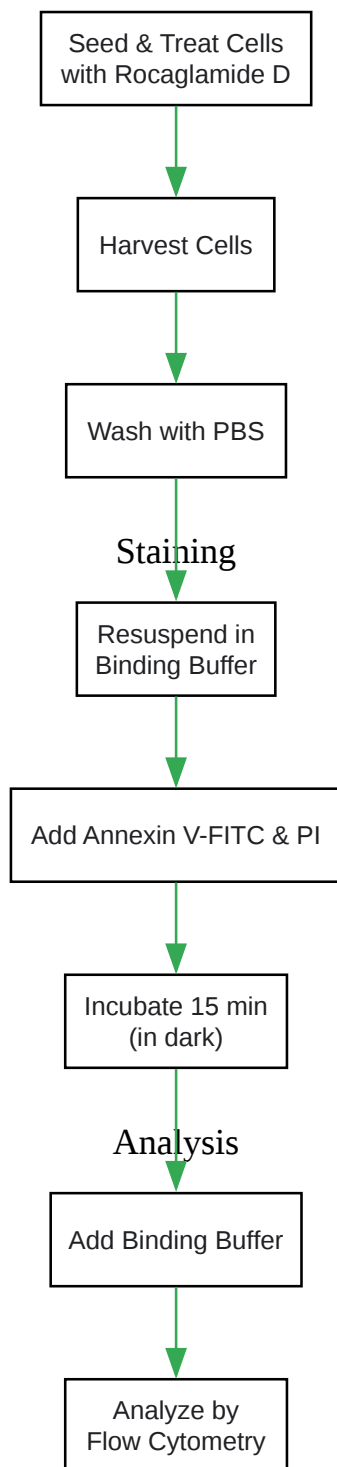 Seed & Treat Cells
with Rocaglamide D
Harvest Cells
Wash with PBS
Staining
Resuspend in
Binding Buffer
Add Annexin V-FITC & PI
Incubate 15 min
(in dark)
Analysis
Add Binding Buffer
Analyze by
Flow Cytometry